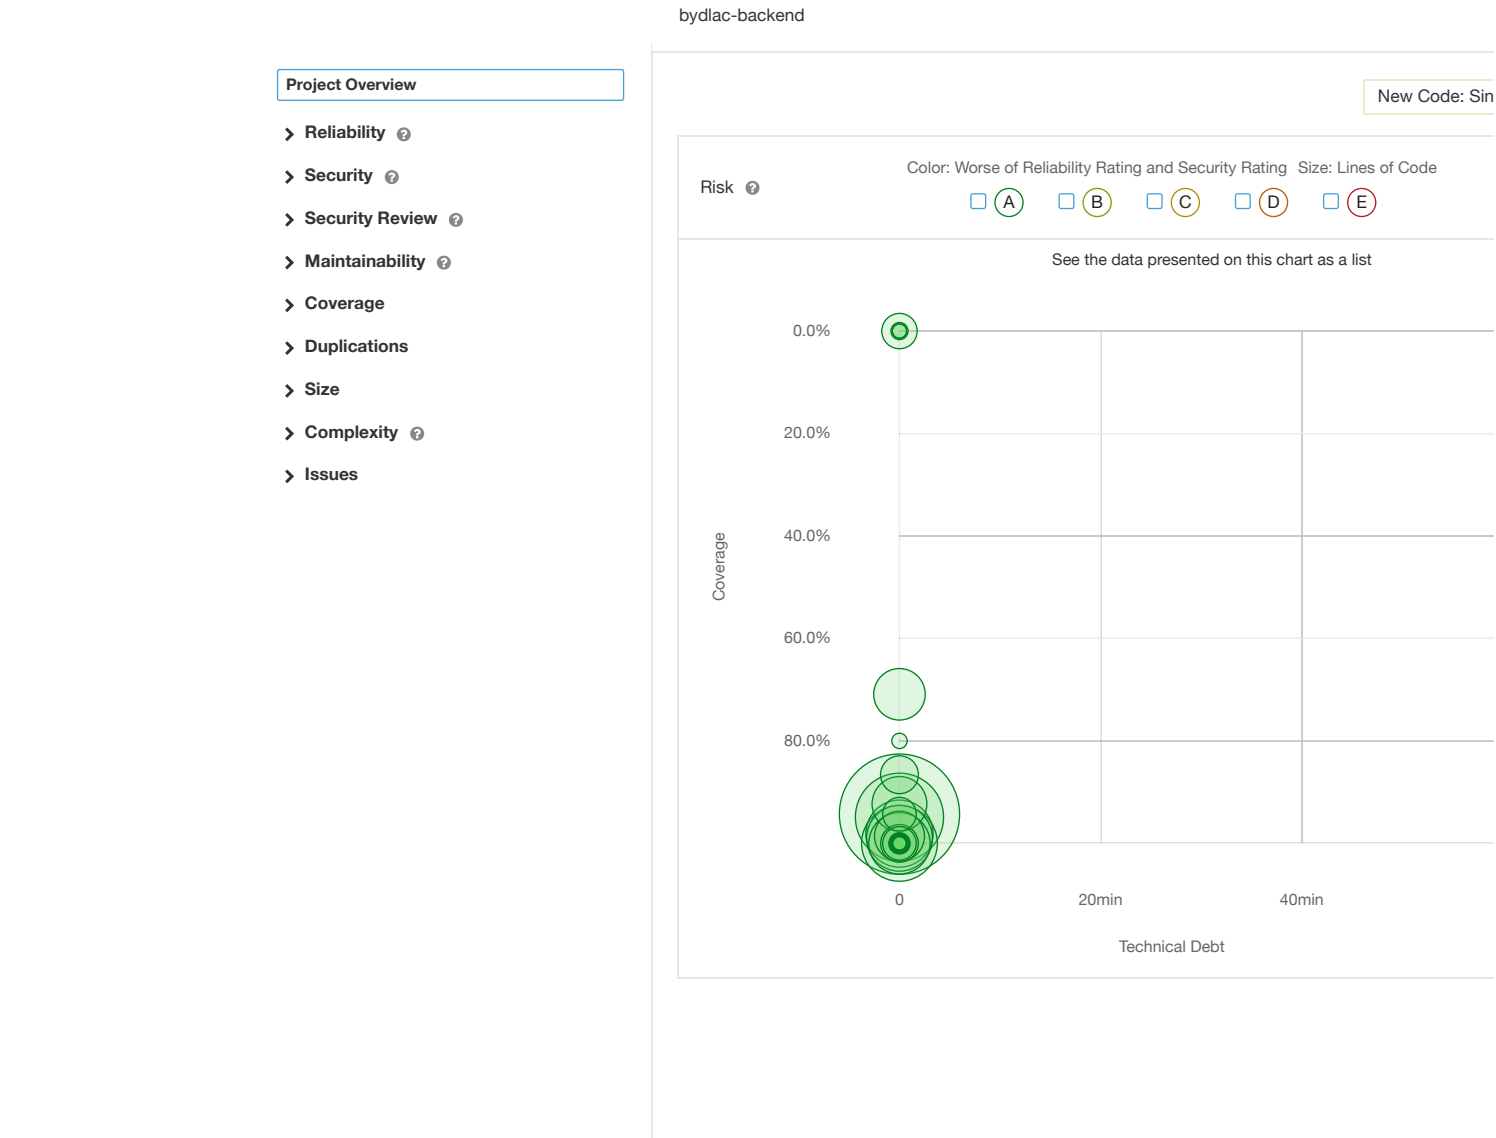 bydlac-backend
Project Overview
Reliability
Security
Security Review
Maintainability
Coverage
Duplications
Size
Complexity
Issues
New Code: Sin
Risk
Color: Worse of Reliability Rating and Security Rating Size: Lines of Code
A B C D E
See the data presented on this chart as a list
0.0%
20.0%
40.0%
60.0%
80.0%
Coverage
0 20min 40min
Technical Debt